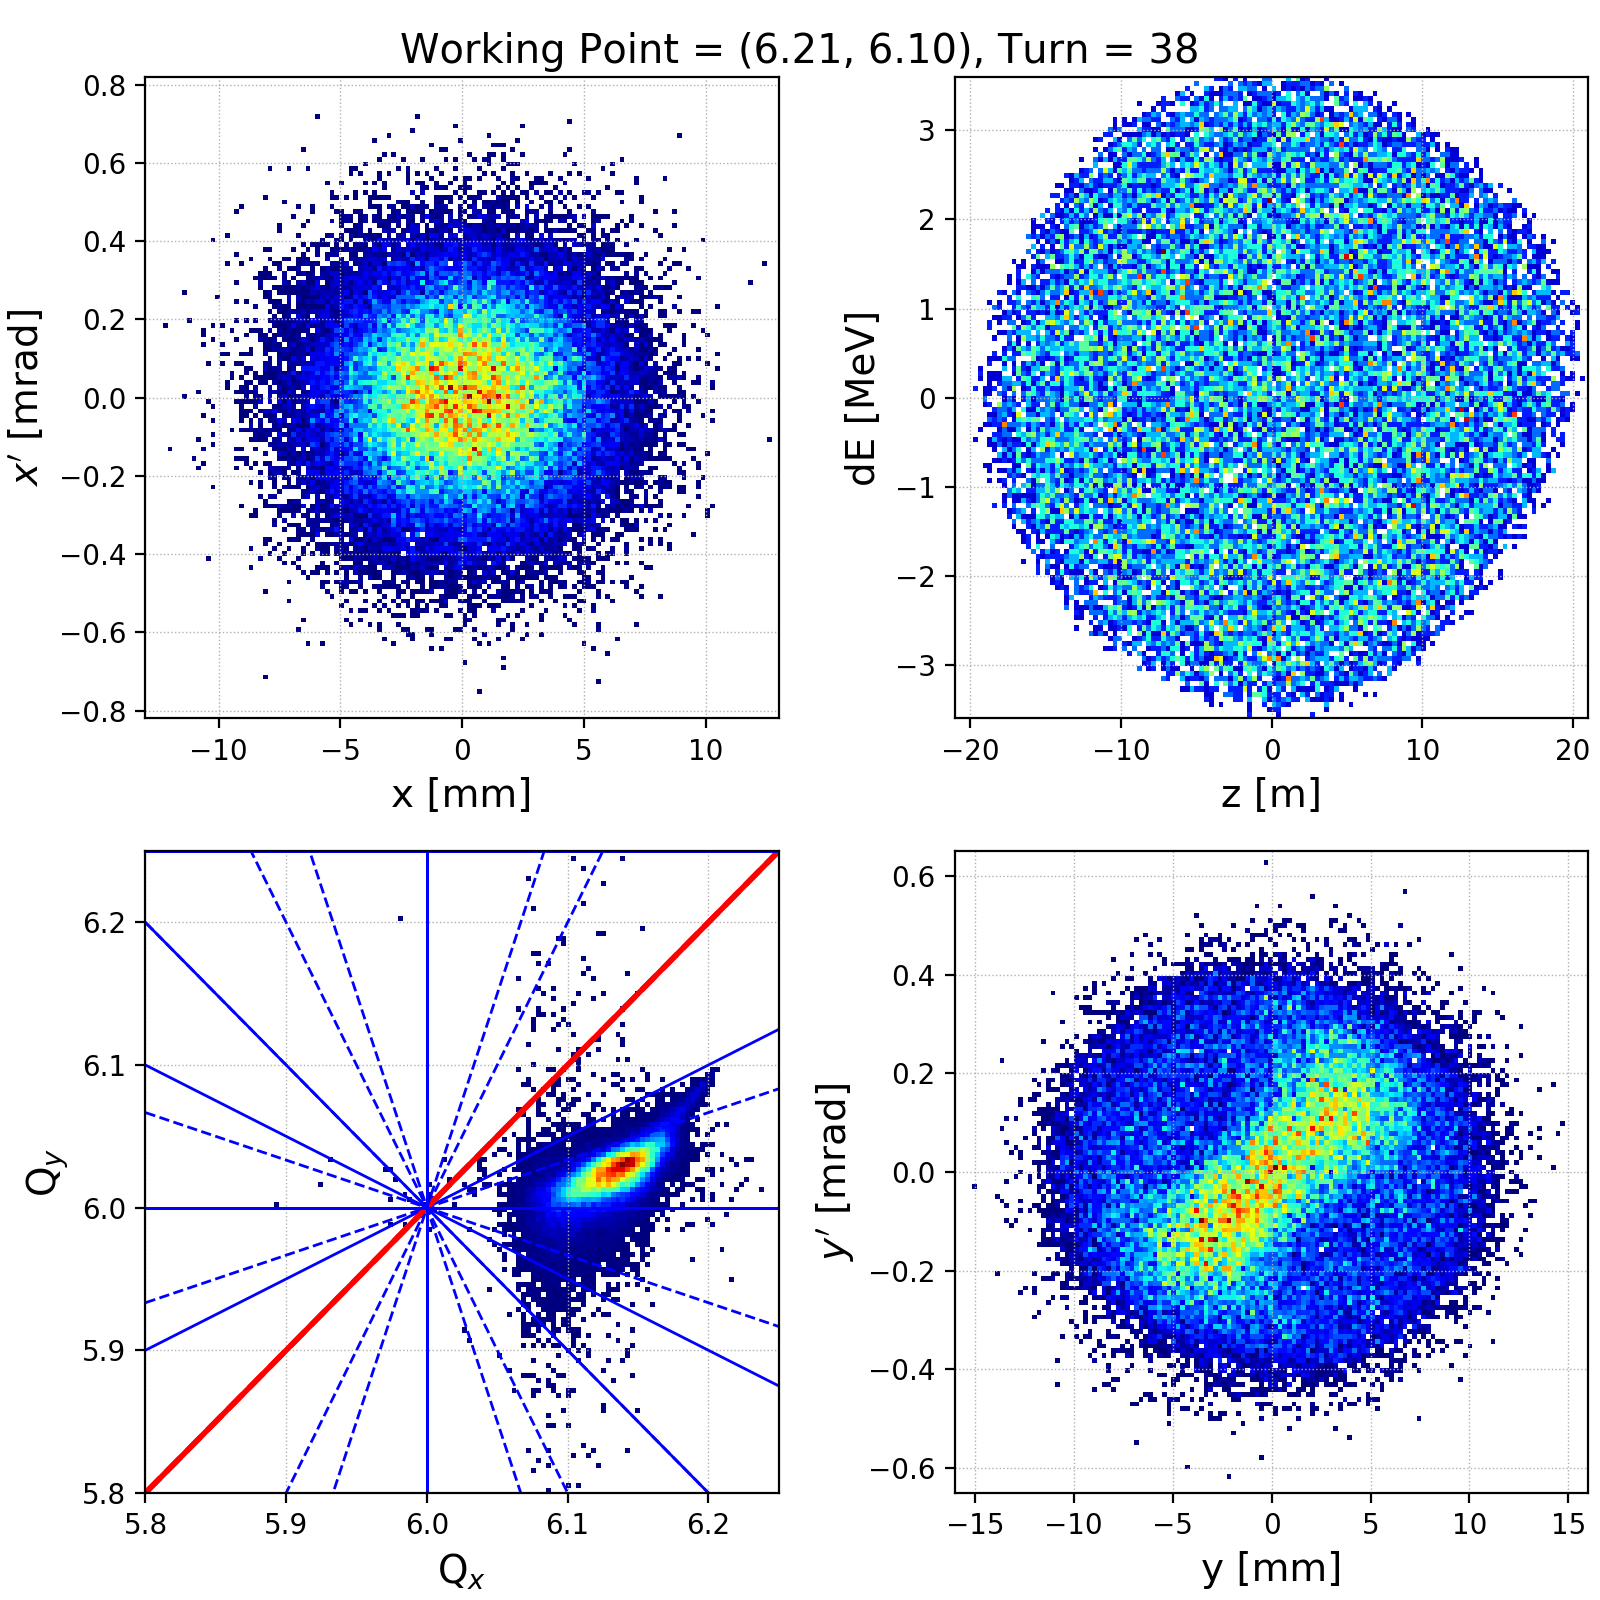 Working Point = (6.21, 6.10), Turn = 38
0.8
0.6
0.4
0.2
0.0
−0.2
−0.4
−0.6
−0.8
x′ [mrad]
−10 −5 0 5 10
x [mm]
3
2
1
0
−1
−2
−3
dE [MeV]
−20 −10 0 10 20
z [m]
6.2
6.1
6.0
5.9
5.8
Qy
5.8 5.9 6.0 6.1 6.2
Qx
0.6
0.4
0.2
0.0
−0.2
−0.4
−0.6
y′ [mrad]
−15 −10 −5 0 5 10 15
y [mm]